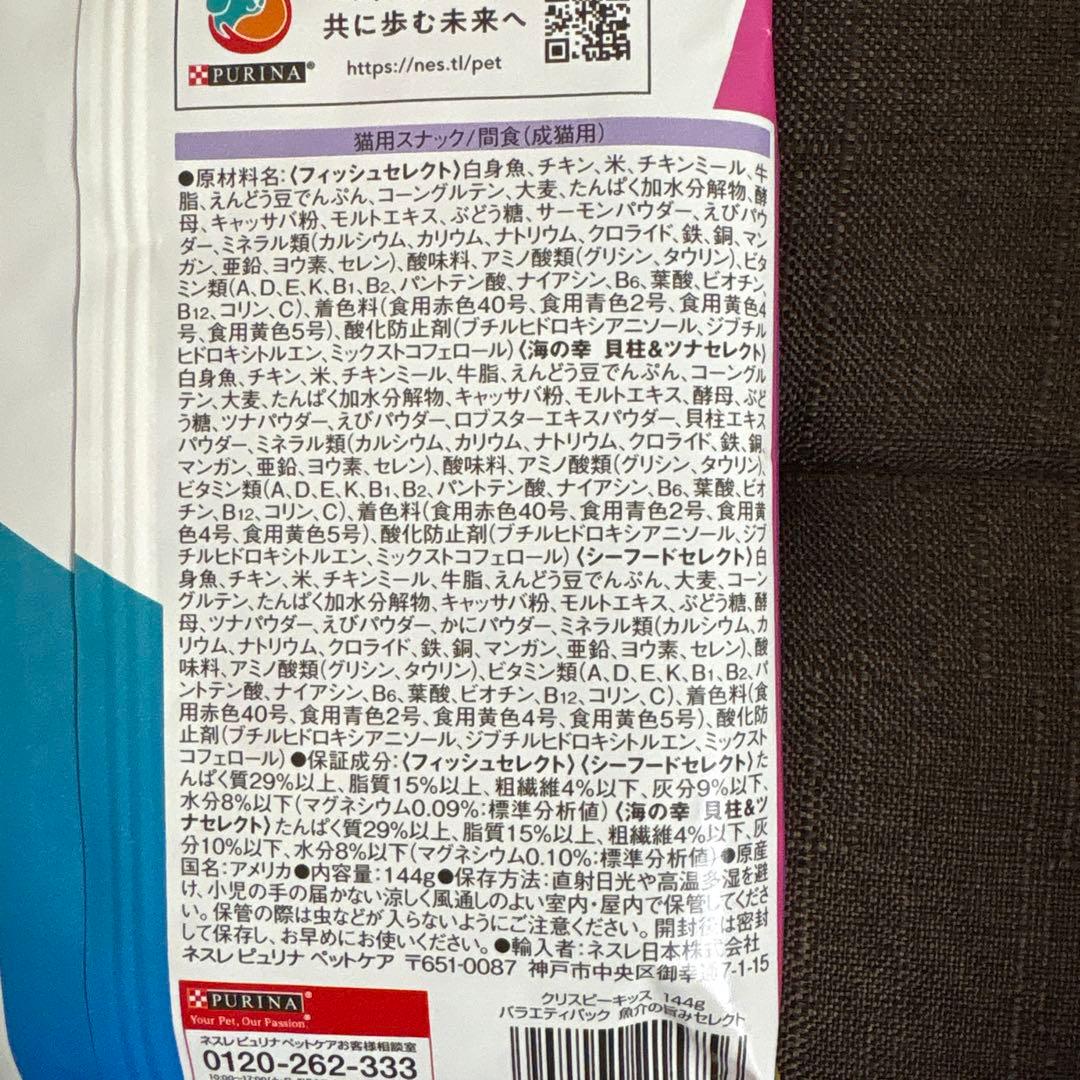 共に歩む未来へ
PURINA®
https://nes.tl/pet
猫用スナック/間食(成猫用)
●原材料名:〈フィッシュセレクト〉白身魚、チキン、米、チキンミール、牛
脂、えんどう豆でんぷん、コーングルテン、大麦、たんぱく加水分解物、酵
母、キャッサバ粉、モルトエキス、ぶどう糖、サーモンパウダー、えびパウ
ダー、ミネラル類(カルシウム、カリウム、ナトリウム、クロライド、鉄、銅、マン
ガン、亜鉛、ヨウ素、セレン)、酸味料、アミノ酸類(グリシン、タウリン)、ビタ
ミン類(A、D、E、K、B1、B2、パントテン酸、ナイアシン、B6、葉酸、ビオチン、
B12、コリン、C)、着色料(食用赤色40号、食用青色2号、食用黄色4
号、食用黄色5号)、酸化防止剤(ブチルヒドロキシアニソール、ジブチル
ヒドロキシトルエン、ミックストコフェロール)〈海の幸 貝柱&ツナセレクト〉
白身魚、チキン、米、チキンミール、牛脂、えんどう豆でんぷん、コーングル
テン、大麦、たんぱく加水分解物、キャッサバ粉、モルトエキス、酵母、ぶど
う糖、ツナパウダー、えびパウダー、ロブスターエキスパウダー、貝柱エキス
パウダー、ミネラル類(カルシウム、カリウム、ナトリウム、クロライド、鉄、銅、
マンガン、亜鉛、ヨウ素、セレン)、酸味料、アミノ酸類(グリシン、タウリン)、
ビタミン類(A、D、E、K、B1、B2、パントテン酸、ナイアシン、B6、葉酸、ビオ
チン、B12、コリン、C)、着色料(食用赤色40号、食用青色2号、食用黄
色4号、食用黄色5号)、酸化防止剤(ブチルヒドロキシアニソール、ジブ
チルヒドロキシトルエン、ミックストコフェロール)〈シーフードセレクト〉白
身魚、チキン、米、チキンミール、牛脂、えんどう豆でんぷん、大麦、コーン
グルテン、たんぱく加水分解物、キャッサバ粉、モルトエキス、ぶどう糖、酵
母、ツナパウダー、えびパウダー、かにパウダー、ミネラル類(カルシウム、カ
リウム、ナトリウム、クロライド、鉄、銅、マンガン、亜鉛、ヨウ素、セレン)、酸
味料、アミノ酸類(グリシン、タウリン)、ビタミン類(A、D、E、K、B1、B2、パ
ントテン酸、ナイアシン、B6、葉酸、ビオチン、B12、コリン、C)、着色料(食
用赤色40号、食用青色2号、食用黄色4号、食用黄色5号)、酸化防
止剤(ブチルヒドロキシアニソール、ジブチルヒドロキシトルエン、ミックスト
コフェロール)●保証成分:〈フィッシュセレクト〉〈シーフードセレクト〉た
んぱく質29%以上、脂質15%以上、粗繊維4%以下、灰分9%以下、
水分8%以下(マグネシウム0.09%:標準分析値)〈海の幸 貝柱&ツ
ナセレクト〉たんぱく質29%以上、脂質15%以上、粗繊維4%以下、灰
分10%以下、水分8%以下(マグネシウム0.10%:標準分析値)●原産
国名:アメリカ●内容量:144g●保存方法:直射日光や高温多湿を避
け、小児の手の届かない涼しく風通しのよい室内・屋内で保管してくださ
い。保管の際は虫などが入らないようにご注意ください。開封後は密封
して保存し、お早めにお使いください。●輸入者:ネスレ日本株式会社
ネスレ ピュリナ ペットケア 〒651-0087 神戸市中央区御幸通7-1-15
PURINA®
Your Pet, Our Passion.
クリスピーキッス 144g
バラエティパック 魚介の旨みセレクト
ネスレ ピュリナ ペットケアお客様相談室
0120-262-333